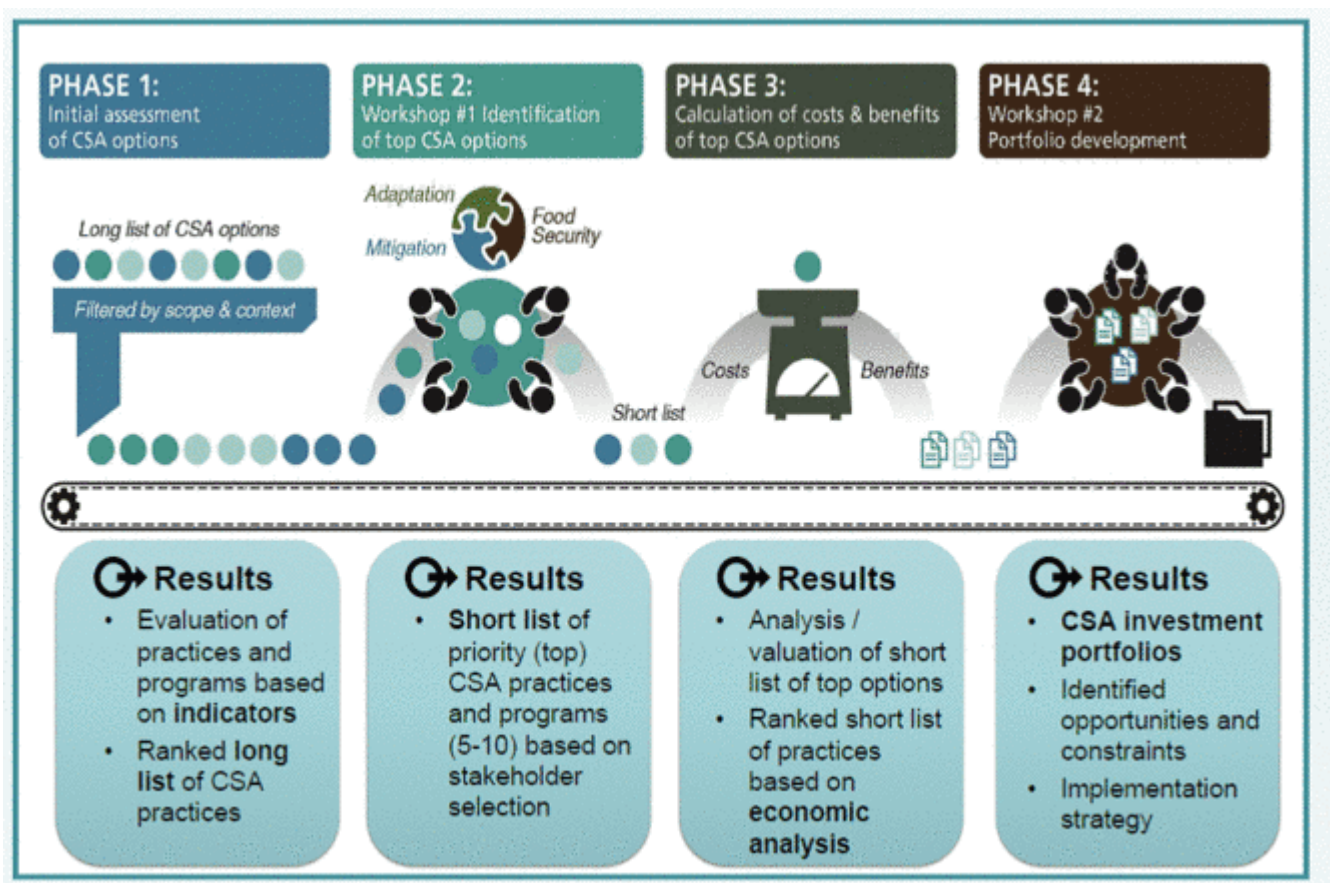 PHASE 1:
Initial assessment
of CSA options
PHASE 2:
Workshop #1 Identification
of top CSA options
PHASE 3:
Calculation of costs & benefits
of top CSA options
PHASE 4:
Workshop #2
Portfolio development
Long list of CSA options
Filtered by scope & context
Adaptation
Mitigation
Food
Security
Short list
Costs
Benefits
Results
• Evaluation of
practices and
programs based
on indicators
• Ranked long
list of CSA
practices
Results
• Short list of
priority (top)
CSA practices
and programs
(5-10) based on
stakeholder
selection
Results
• Analysis /
valuation of short
list of top options
• Ranked short list
of practices
based on
economic
analysis
Results
• CSA investment
portfolios
• Identified
opportunities and
constraints
• Implementation
strategy